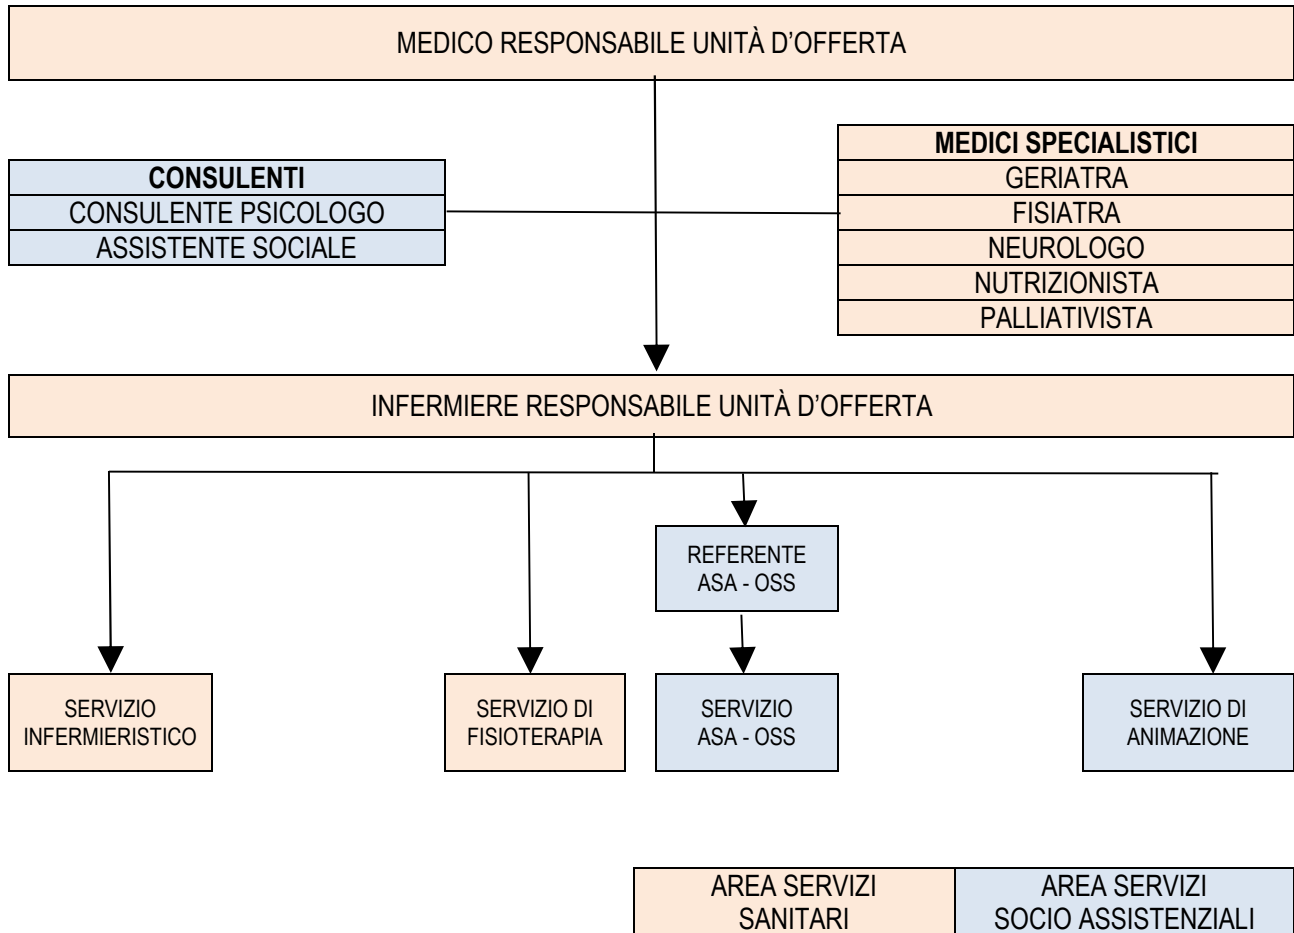 MEDICO RESPONSABILE UNITÀ D’OFFERTA
CONSULENTI
CONSULENTE PSICOLOGO
ASSISTENTE SOCIALE
MEDICI SPECIALISTICI
GERIATRA
FISIATRA
NEUROLOGO
NUTRIZIONISTA
PALLIATIVISTA
INFERMIERE RESPONSABILE UNITÀ D’OFFERTA
REFERENTE
ASA - OSS
SERVIZIO
INFERMIERISTICO
SERVIZIO DI
FISIOTERAPIA
SERVIZIO
ASA - OSS
SERVIZIO DI
ANIMAZIONE
AREA SERVIZI
SANITARI
AREA SERVIZI
SOCIO ASSISTENZIALI